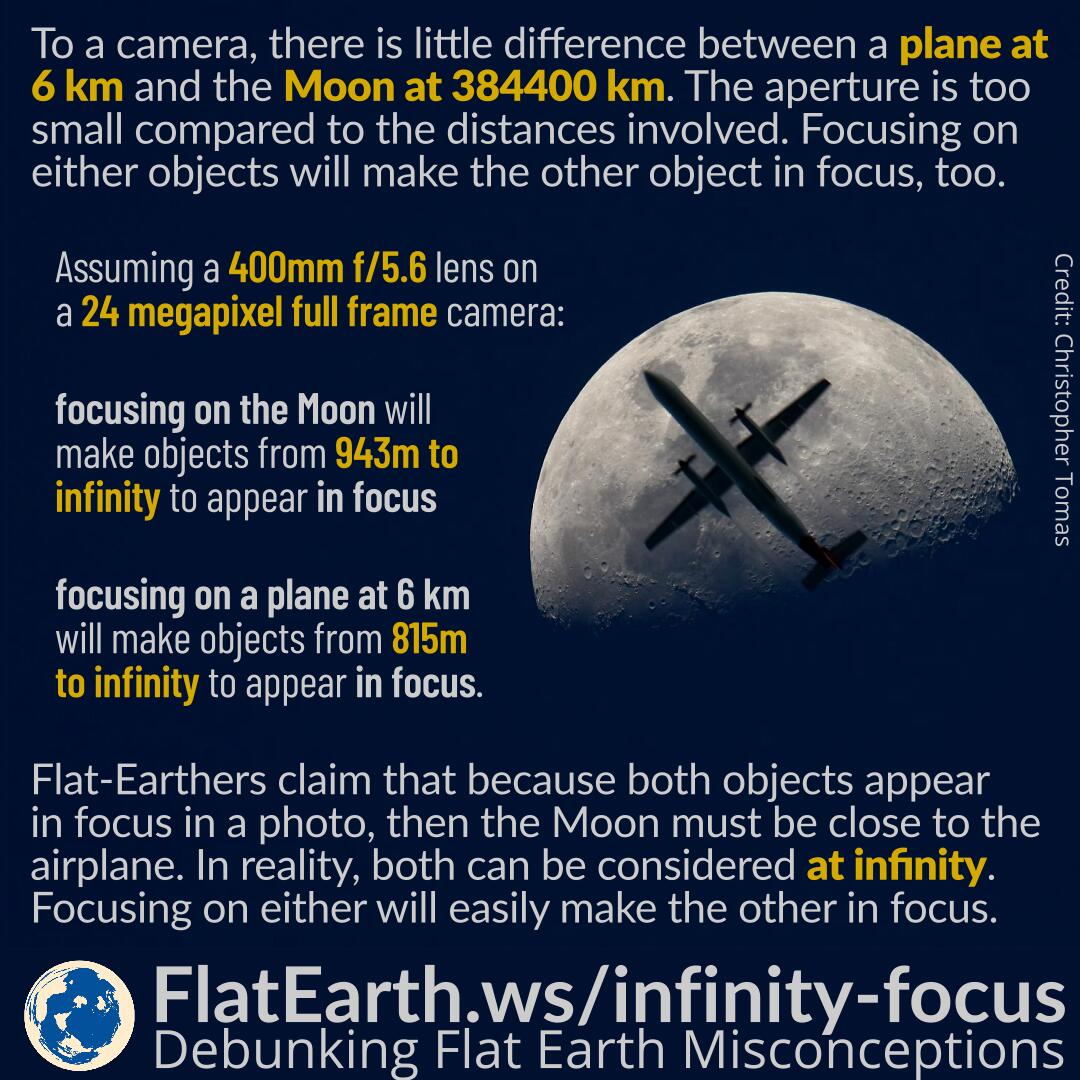 To a camera, there is little difference between a plane at
6 km and the Moon at 384400 km. The aperture is too
small compared to the distances involved. Focusing on
either objects will make the other object in focus, too.
Assuming a 400mm f/5.6 lens on
a 24 megapixel full frame camera:
focusing on the Moon will
make objects from 943m to
infinity to appear in focus
focusing on a plane at 6 km
will make objects from 815m
to infinity to appear in focus.
Credit: Christopher Tomas
Flat-Earthers claim that because both objects appear
in focus in a photo, then the Moon must be close to the
airplane. In reality, both can be considered at infinity.
Focusing on either will easily make the other in focus.
FlatEarth.ws/infinity-focus
Debunking Flat Earth Misconceptions